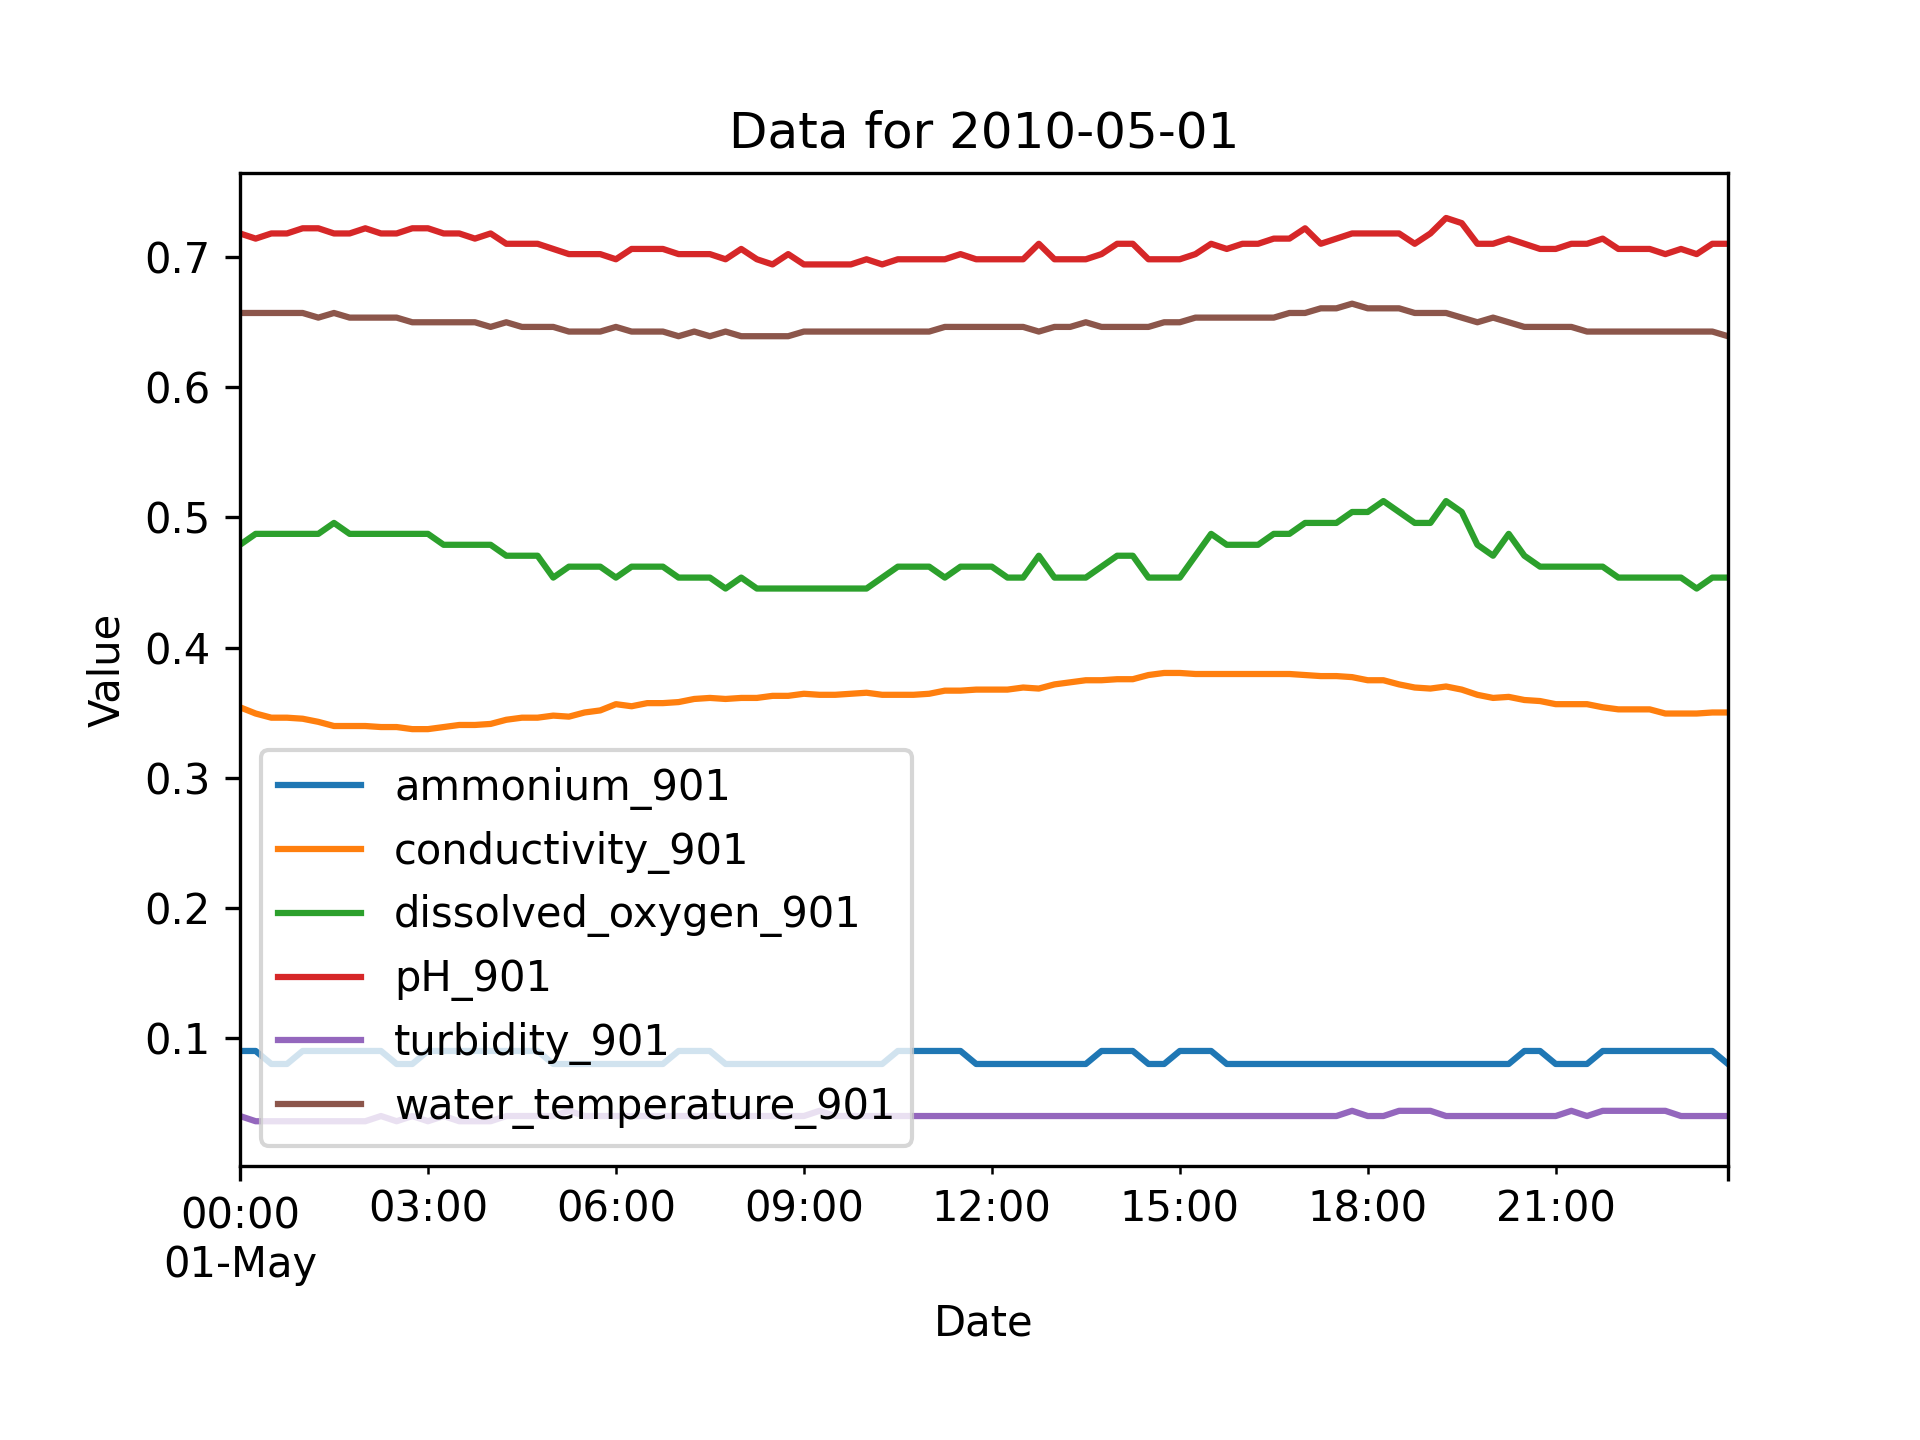 Data for 2010-05-01
Value
0.7
0.6
0.5
0.4
0.3
0.2
0.1
ammonium_901
conductivity_901
dissolved_oxygen_901
pH_901
turbidity_901
water_temperature_901
00:00 03:00 06:00 09:00 12:00 15:00 18:00 21:00
01-May
Date